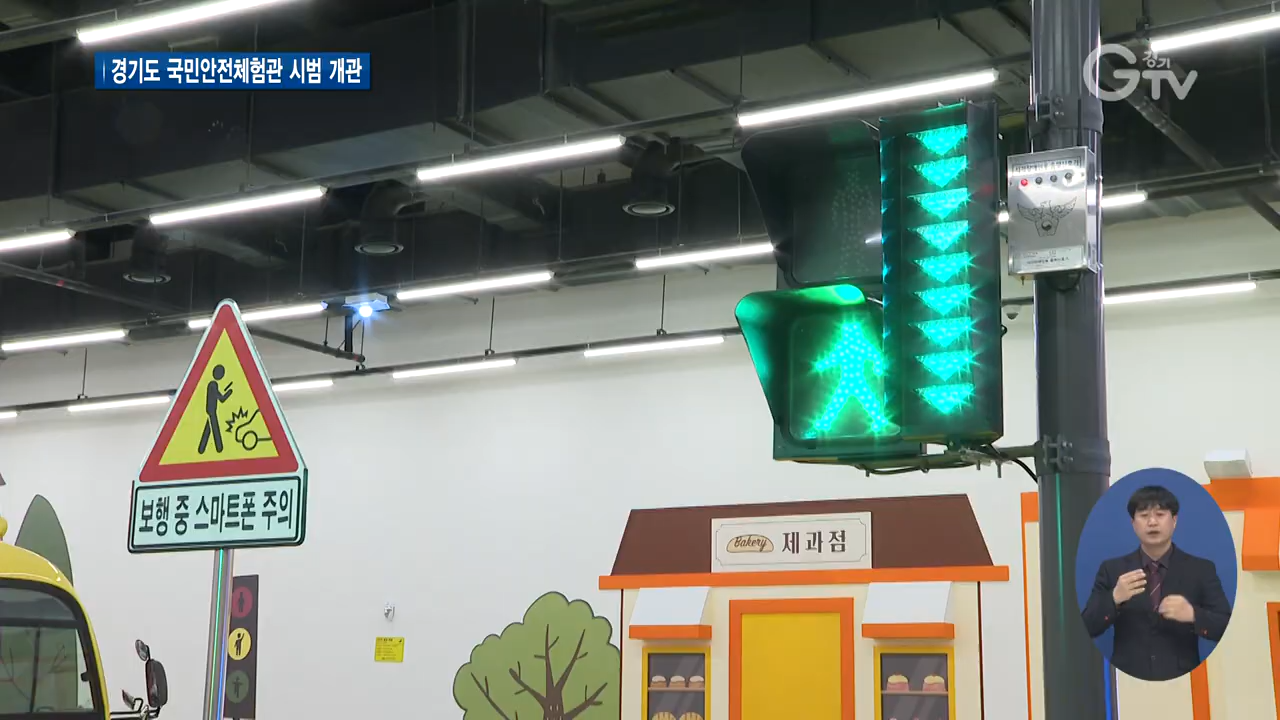 경기도 국민안전체험관 시범 개관
경기
GTV
보행 중 스마트폰 주의
Bakery 제과점